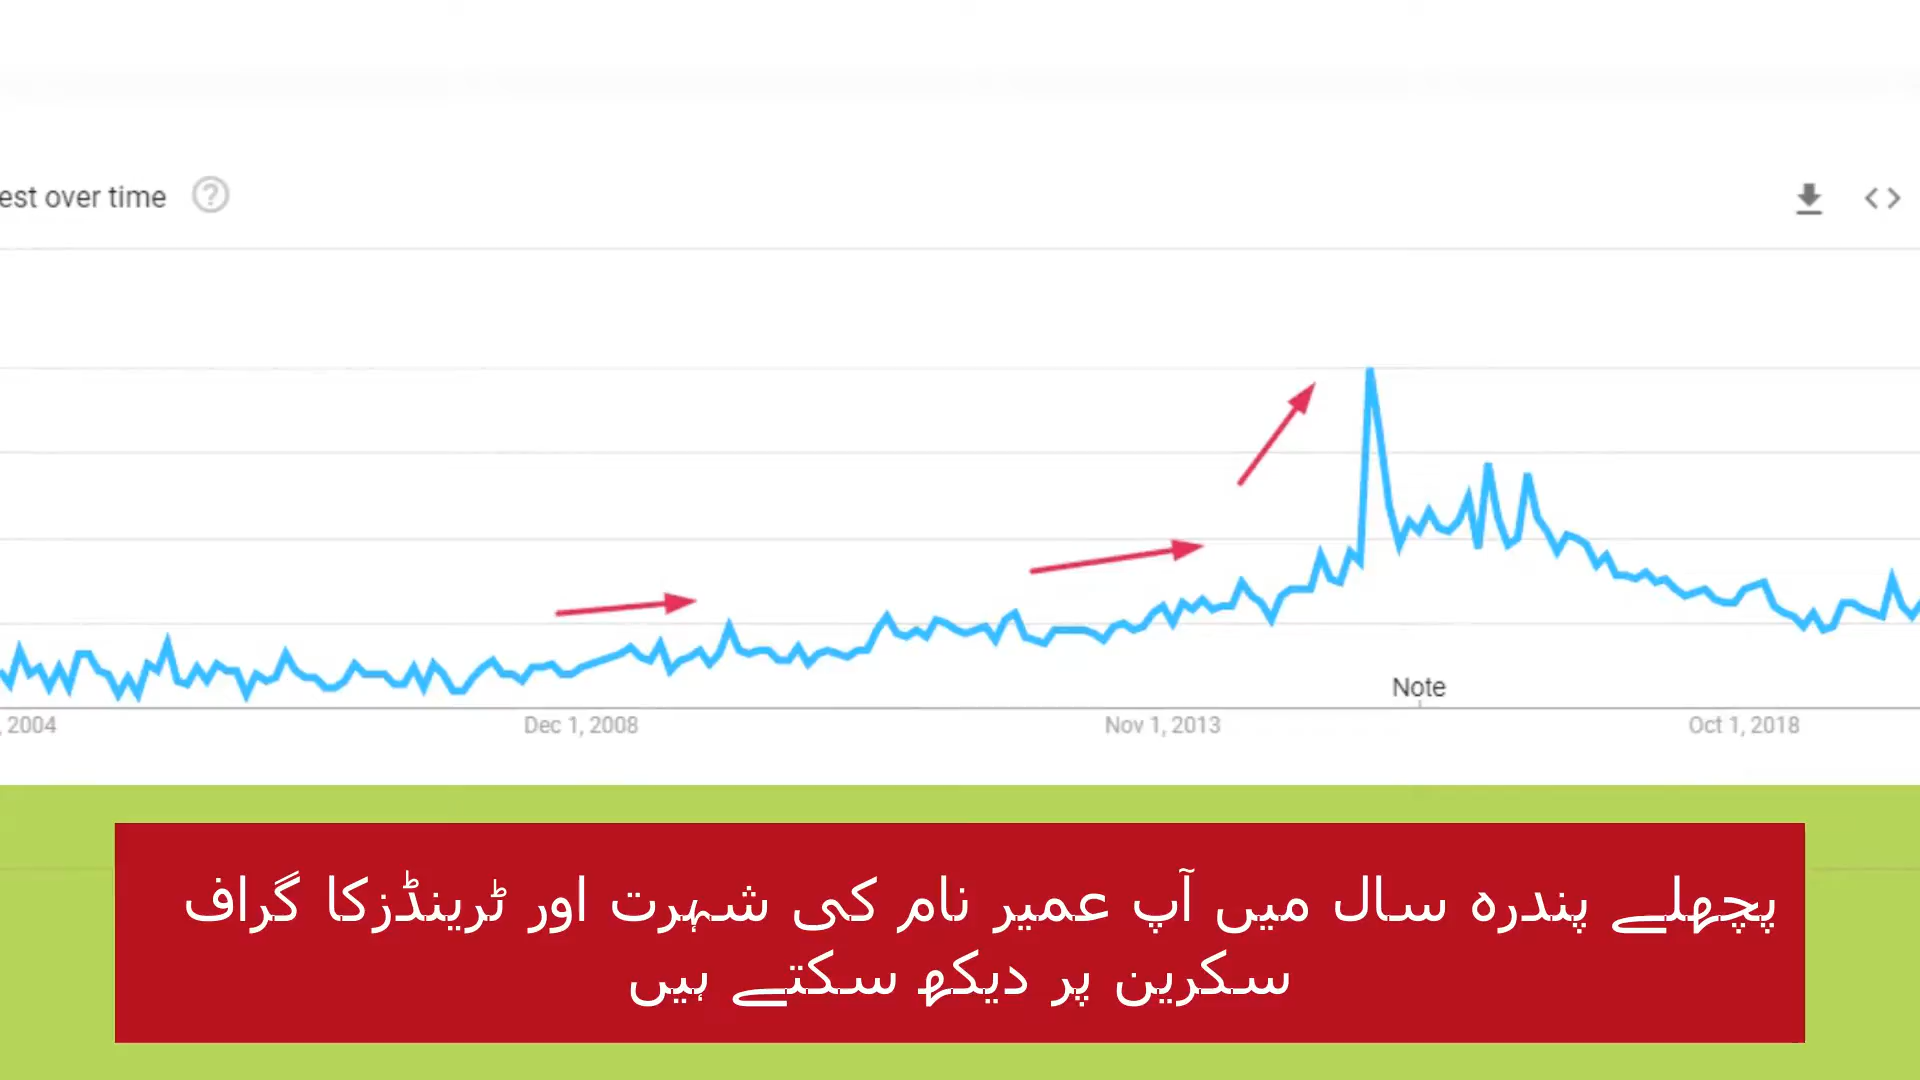 est over time
Note
, 2004
Dec 1, 2008
Nov 1, 2013
Oct 1, 2018
پچھلے پندرہ سال میں آپ عمیر نام کی شہرت اور ٹرینڈزکا گراف
سکرین پر دیکھ سکتے ہیں